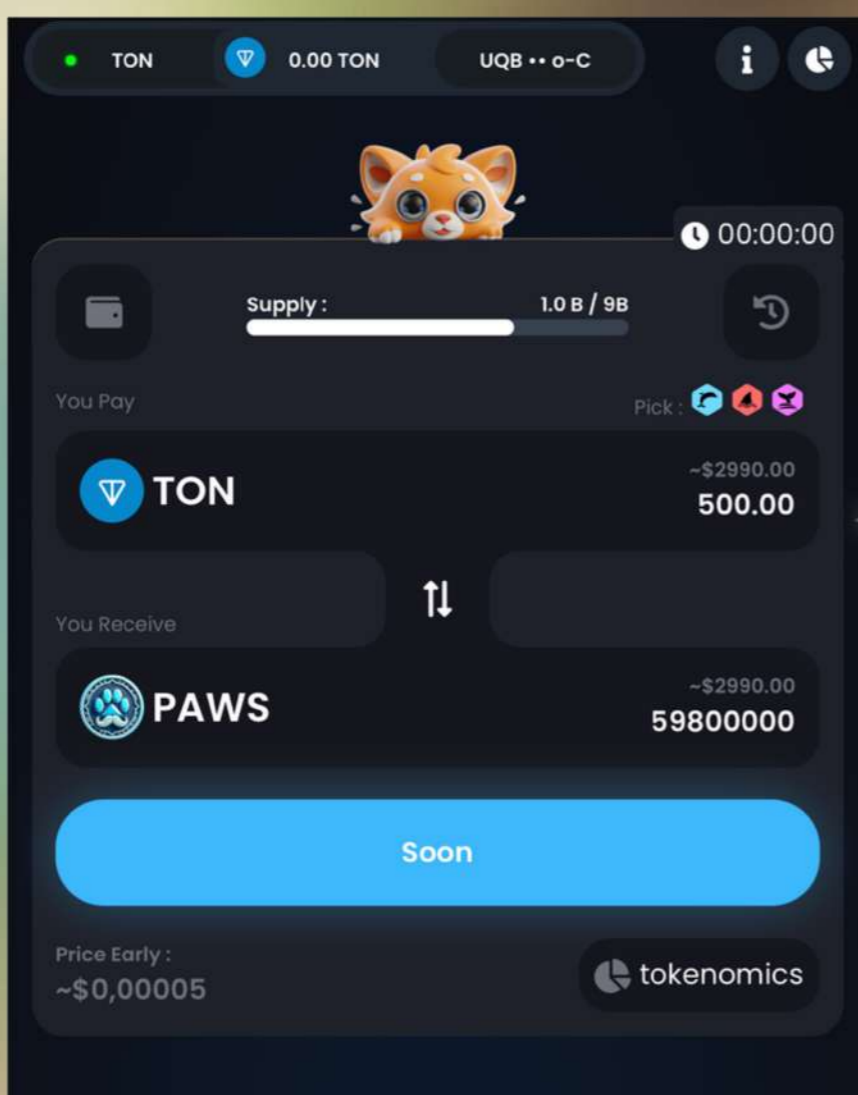 TON 0.00 TON UQB •• o-C
00:00:00
Supply : 1.0 B / 9B
You Pay Pick :
~$2990.00
TON 500.00
You Receive
~$2990.00
PAWS 59800000
Soon
Price Early :
~$0,00005
tokenomics